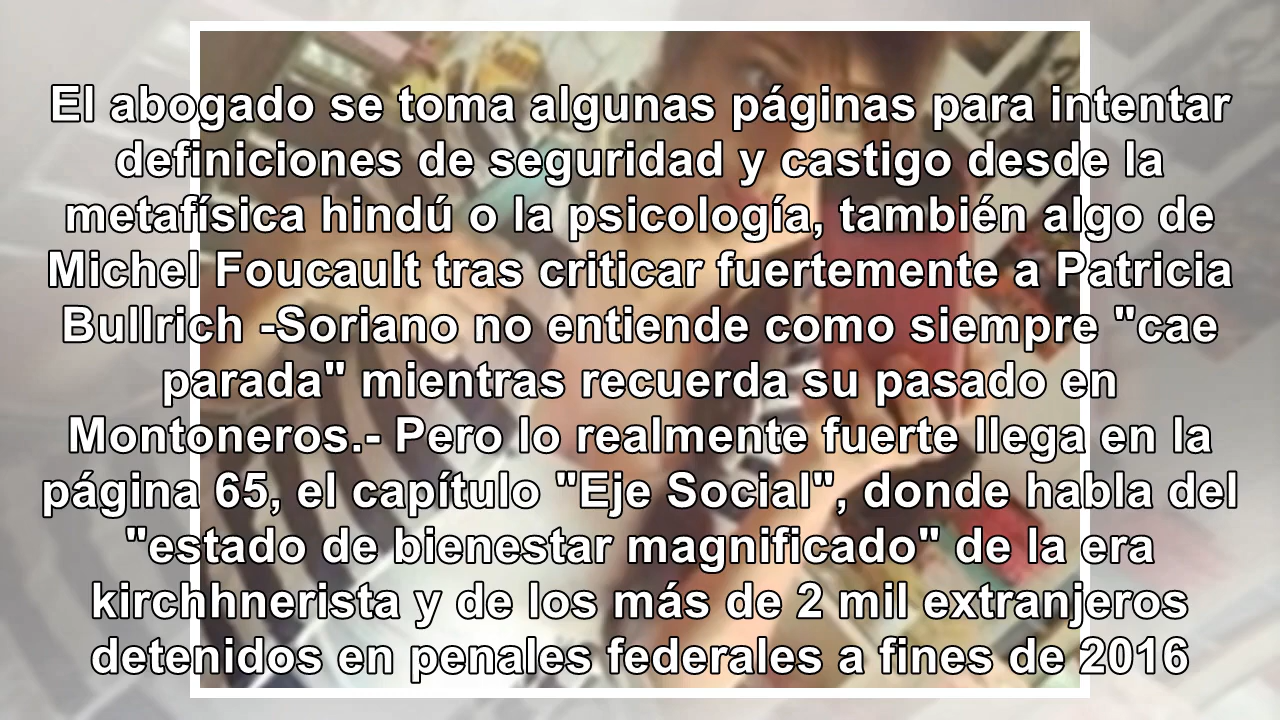 El abogado se toma algunas páginas para intentar
definiciones de seguridad y castigo desde la
metafísica hindú o la psicología, también algo de
Michel Foucault tras criticar fuertemente a Patricia
Bullrich -Soriano no entiende como siempre "cae
parada" mientras recuerda su pasado en
Montoneros.- Pero lo realmente fuerte llega en la
página 65, el capítulo "Eje Social", donde habla del
"estado de bienestar magnificado" de la era
kirchhnerista y de los más de 2 mil extranjeros
detenidos en penales federales a fines de 2016